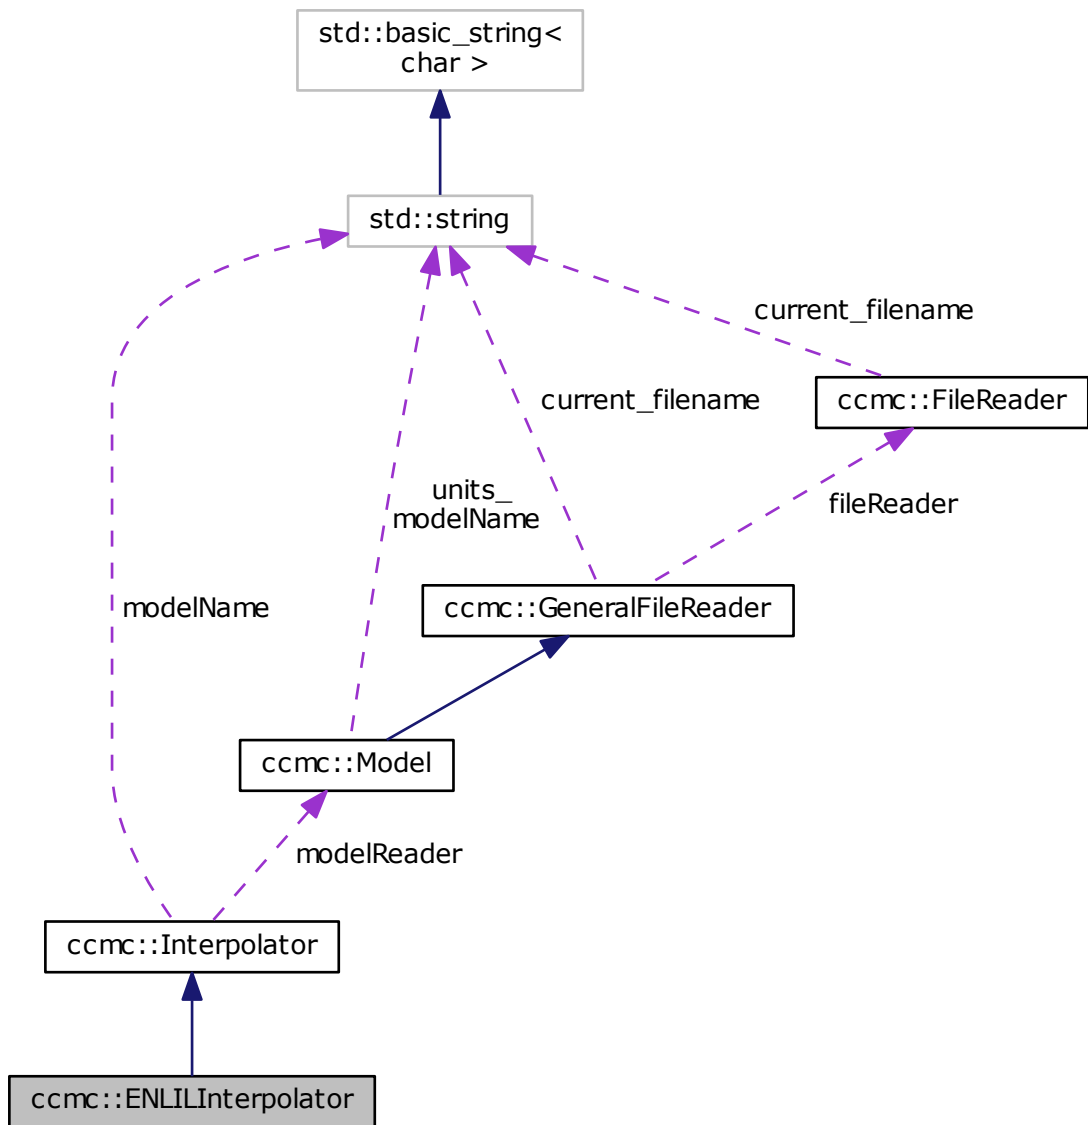 std::basic_string<
char >
std::string
current_filename
ccmc::FileReader
current_filename
units_
modelName
fileReader
ccmc::GeneralFileReader
modelName
ccmc::Model
modelReader
ccmc::Interpolator
ccmc::ENLILInterpolator